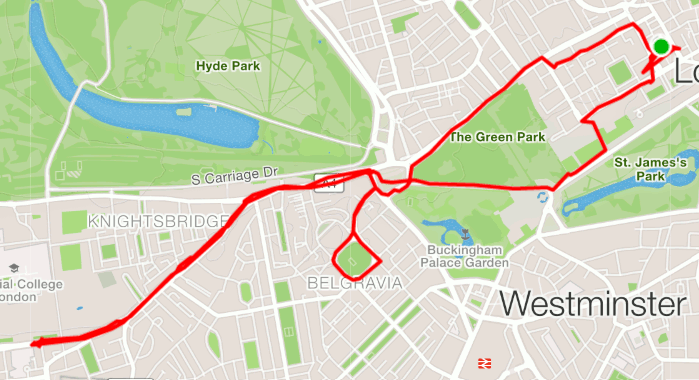 Hyde Park
The Green Park
Lo
St. James's
Park
S Carriage Dr
A4
KNIGHTSBRIDGE
Buckingham
Palace Garden
ial College
ondon
BELGRAVIA
Westminster